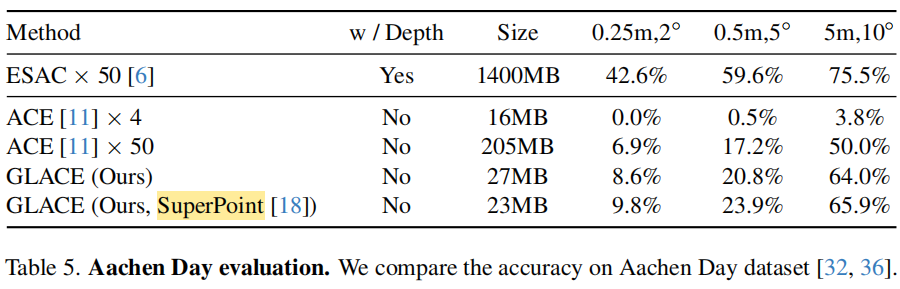 Method w / Depth Size 0.25m,2° 0.5m,5° 5m,10°
ESAC × 50 [6] Yes 1400MB 42.6% 59.6% 75.5%
ACE [11] × 4 No 16MB 0.0% 0.5% 3.8%
ACE [11] × 50 No 205MB 6.9% 17.2% 50.0%
GLACE (Ours) No 27MB 8.6% 20.8% 64.0%
GLACE (Ours, SuperPoint [18]) No 23MB 9.8% 23.9% 65.9%
Table 5. Aachen Day evaluation. We compare the accuracy on Aachen Day dataset [32, 36].